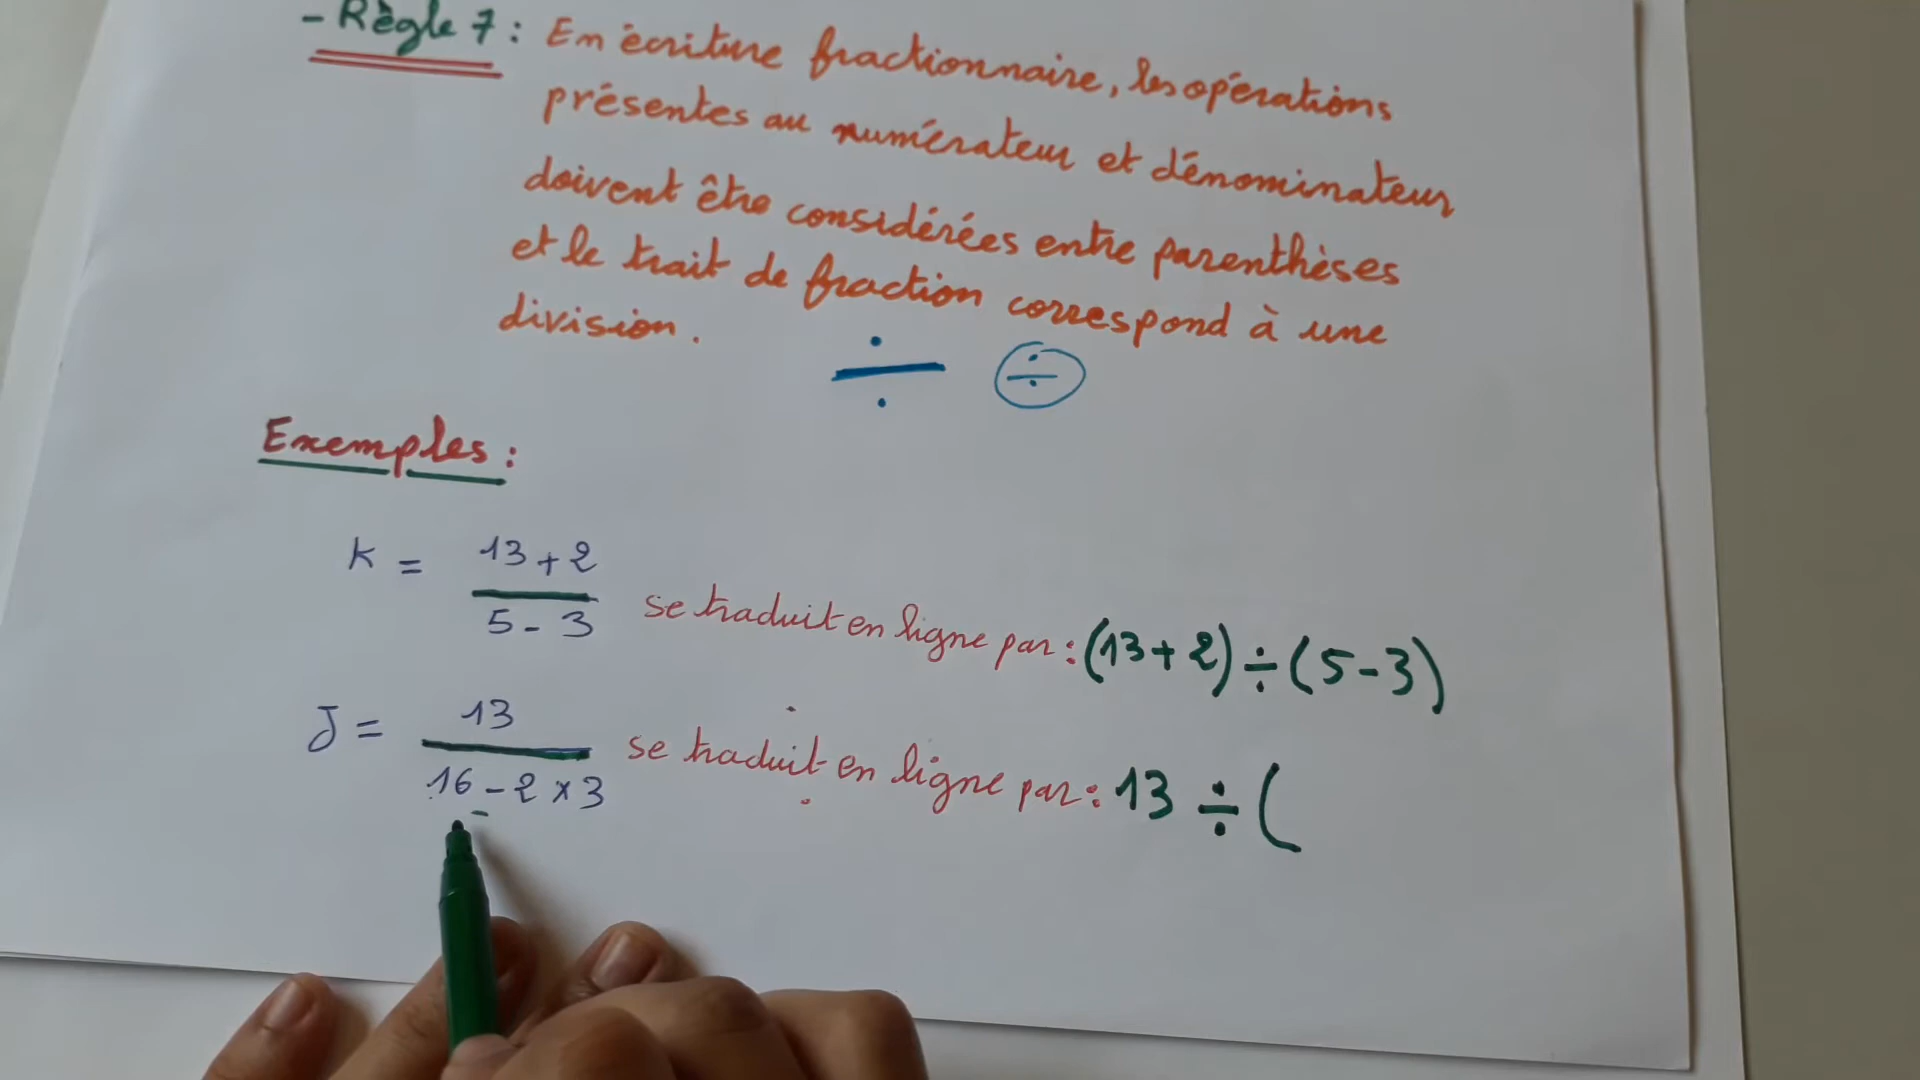 - Règle 7 : En écriture fractionnaire, les opérations
présentes au numérateur et dénominateur
doivent être considérées entre parenthèses
et le trait de fraction correspond à une
division.
÷ ÷
Exemples :
K = 13 + 2
5 - 3
se traduit en ligne par : (13 + 2) ÷ (5 - 3)
J = 13
16 - 2 × 3
se traduit en ligne par : 13 ÷ (